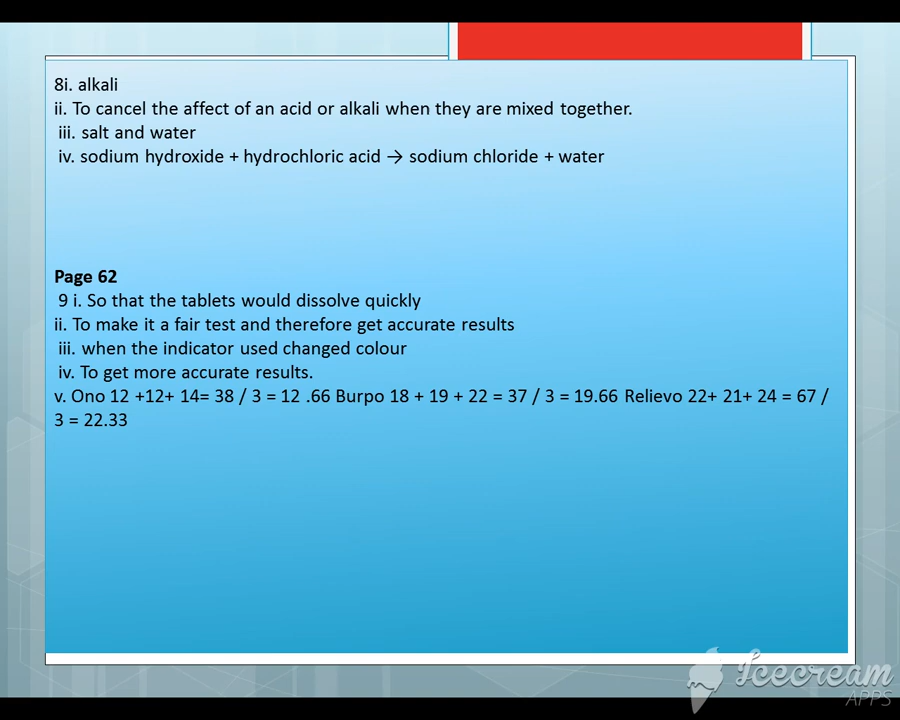 8i. alkali
ii. To cancel the affect of an acid or alkali when they are mixed together.
iii. salt and water
iv. sodium hydroxide + hydrochloric acid → sodium chloride + water
Page 62
9 i. So that the tablets would dissolve quickly
ii. To make it a fair test and therefore get accurate results
iii. when the indicator used changed colour
iv. To get more accurate results.
v. Ono 12 +12+ 14= 38 / 3 = 12 .66 Burpo 18 + 19 + 22 = 37 / 3 = 19.66 Relievo 22+ 21+ 24 = 67 /
3 = 22.33
Icecream
APPS